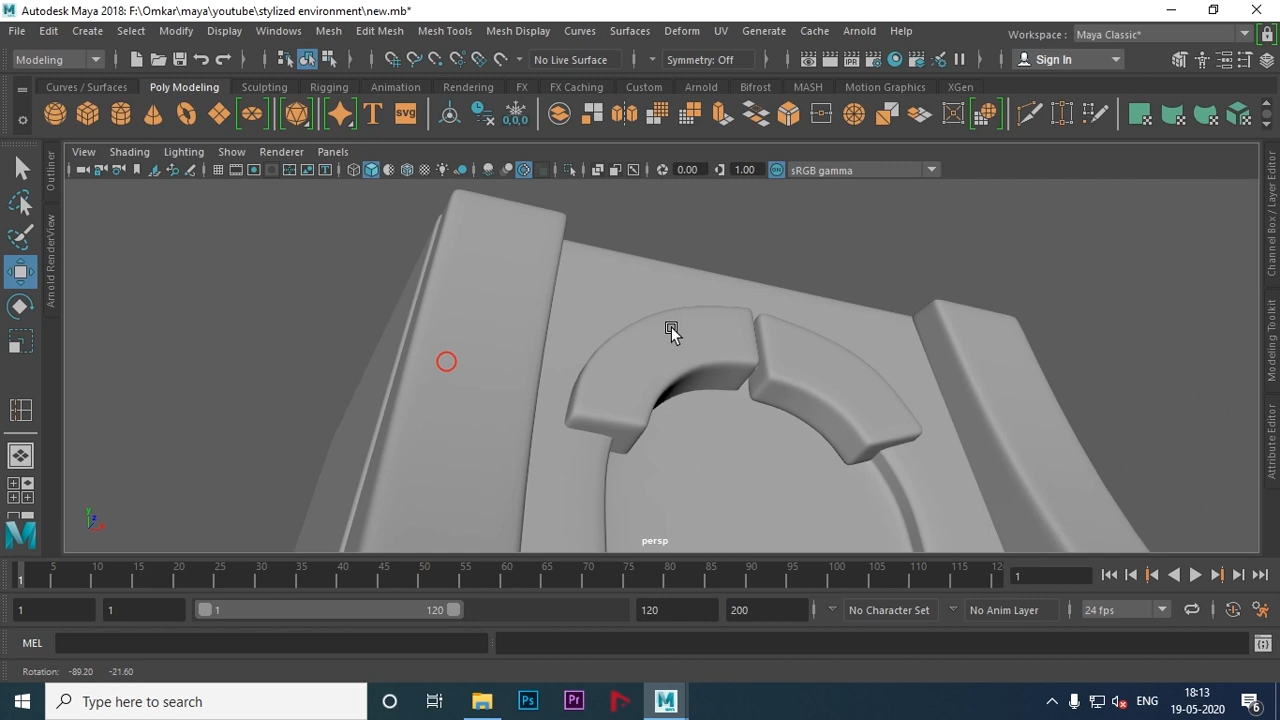 Autodesk Maya 2018: F:\Omkar\maya\youtube\stylized environment\new.mb*
File Edit Create Select Modify Display Windows Mesh Edit Mesh Mesh Tools Mesh Display Curves Surfaces Deform UV Generate Cache Arnold Help
Workspace : Maya Classic*
Modeling No Live Surface Symmetry: Off Sign In
Curves / Surfaces Poly Modeling Sculpting Rigging Animation Rendering FX FX Caching Custom Arnold Bifrost MASH Motion Graphics XGen
View Shading Lighting Show Renderer Panels
0.00 1.00 ON sRGB gamma
Outliner
Arnold RenderView
Channel Box / Layer Editor
Modeling Toolkit
Attribute Editor
persp
1 5 10 15 20 25 30 35 40 45 50 55 60 65 70 75 80 85 90 95 100 105 110 115 12
1
1 1 1 120 120 200 No Character Set No Anim Layer 24 fps
MEL
Rotation: -89.20 -21.60
Type here to search
ENG
18:13
19-05-2020
6